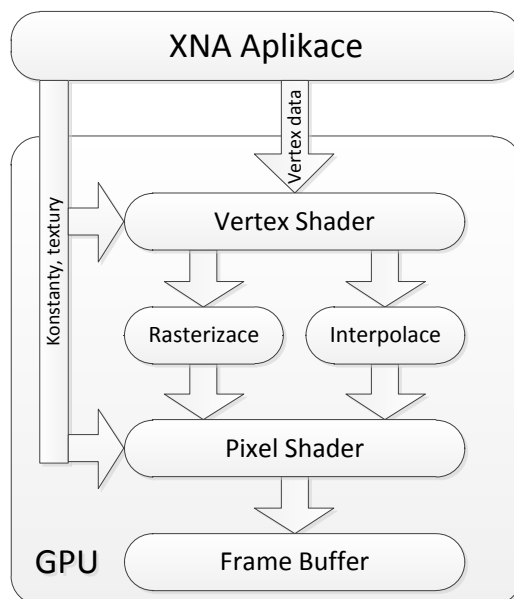 XNA Aplikace
Vertex data
Konstanty, textury
Vertex Shader
Rasterizace
Interpolace
Pixel Shader
GPU
Frame Buffer